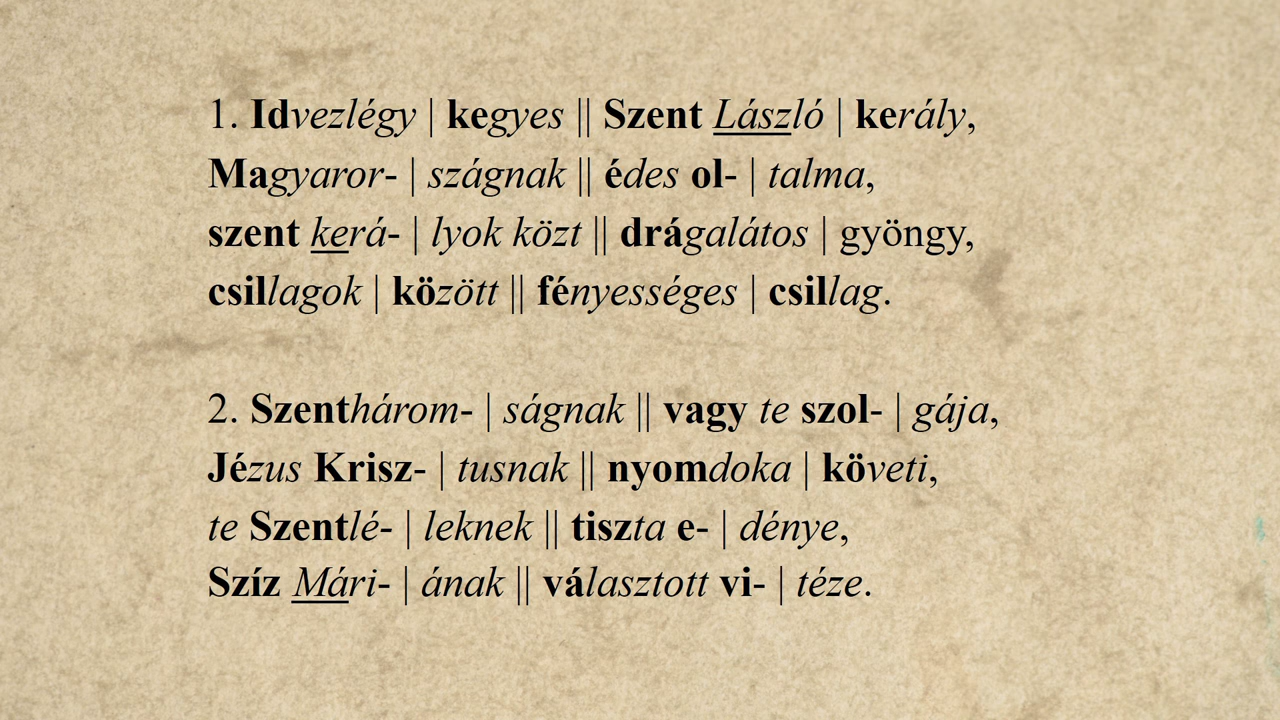 1. Idvezlégy | kegyes || Szent László | kerály,
Magyaror- | szágnak || édes ol- | talma,
szent kerá- | lyok közt || drágalátos | gyöngy,
csillagok | között || fényességes | csillag.
2. Szenthárom- | ságnak || vagy te szol- | gája,
Jézus Krisz- | tusnak || nyomdoka | követi,
te Szentlé- | leknek || tiszta e- | dénye,
Szíz Mári- | ának || választott vi- | téze.